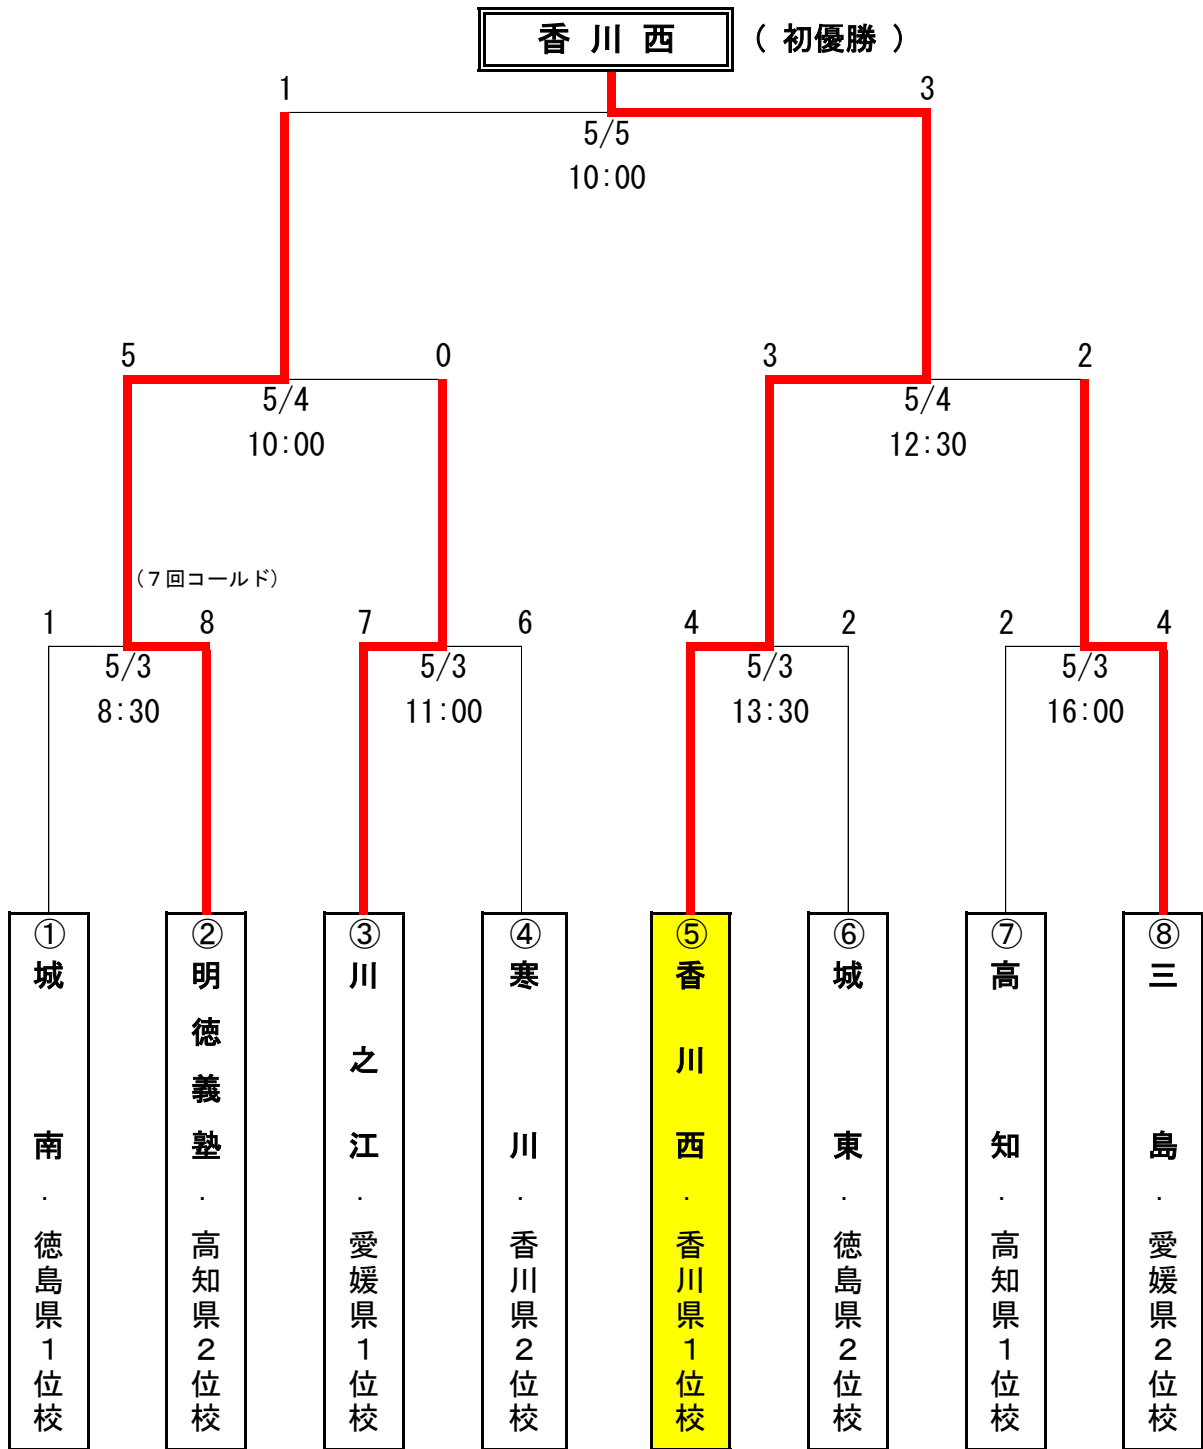 香川西 ( 初優勝 )
1 3
5/5
10:00
5 0 3 2
5/4 5/4
10:00 12:30
(７回コールド)
1 8 7 6 4 2 2 4
5/3 5/3 5/3 5/3
8:30 11:00 13:30 16:00
①城南．徳島県１位校
②明徳義塾．高知県２位校
③川之江．愛媛県１位校
④寒川．香川県２位校
⑤香川西．香川県１位校
⑥城東．徳島県２位校
⑦高知．高知県１位校
⑧三島．愛媛県２位校